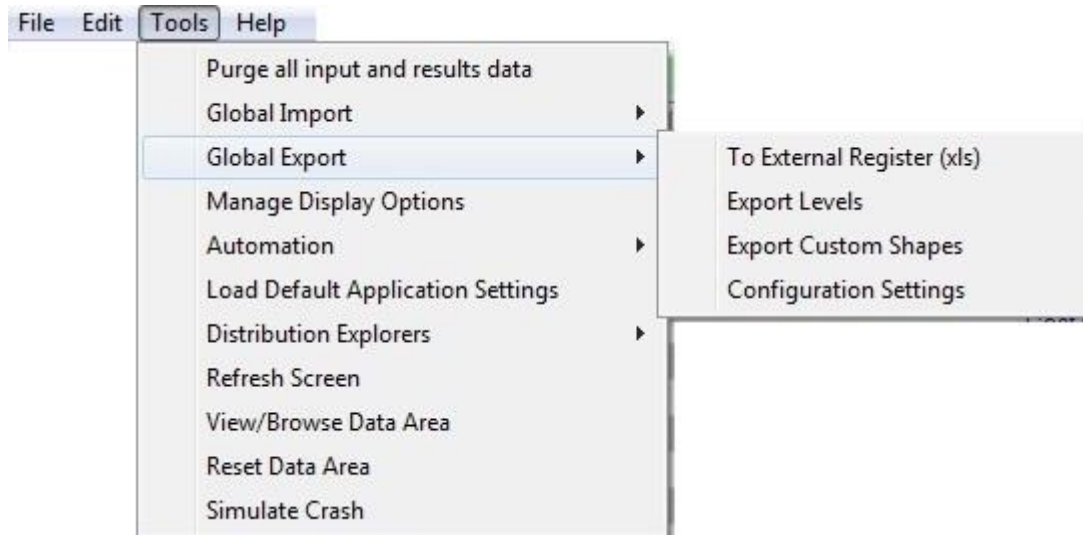 File Edit Tools Help
Purge all input and results data
Global Import
Global Export
To External Register (xls)
Export Levels
Export Custom Shapes
Configuration Settings
Manage Display Options
Automation
Load Default Application Settings
Distribution Explorers
Refresh Screen
View/Browse Data Area
Reset Data Area
Simulate Crash